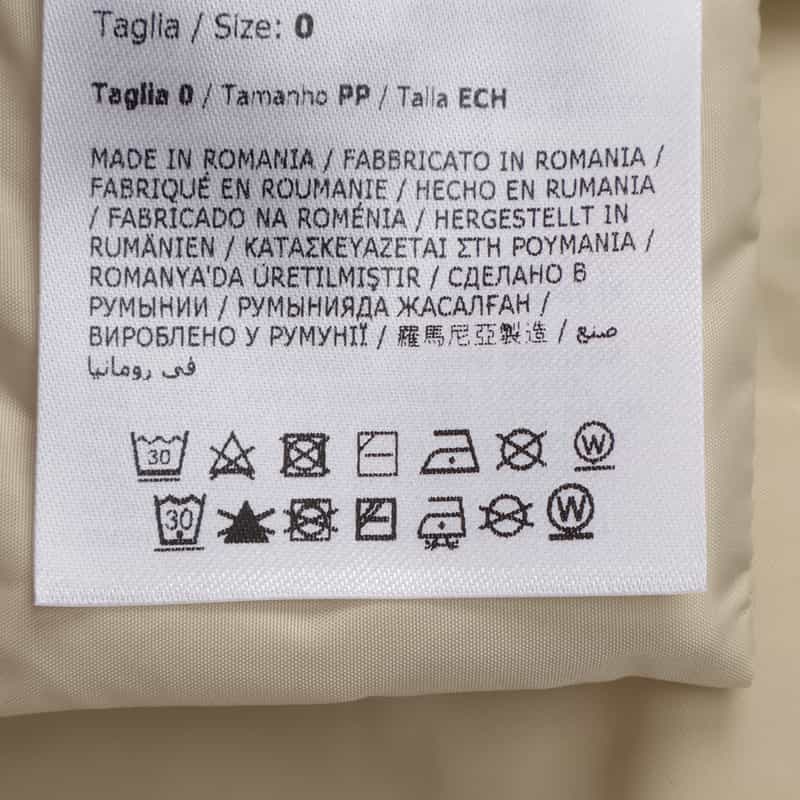 Taglia / Size: 0
Taglia 0 / Tamanho PP / Talla ECH
MADE IN ROMANIA / FABBRICATO IN ROMANIA /
FABRIQUÉ EN ROUMANIE / HECHO EN RUMANIA
/ FABRICADO NA ROMÉNIA / HERGESTELLT IN
RUMÄNIEN / ΚΑΤΑΣΚΕΥΑΖΕΤΑΙ ΣΤΗ ΡΟΥΜΑΝΙΑ /
ROMANYA'DA ÜRETILMIŞTIR / СДЕЛАНО В
РУМЫНИИ / РУМЫНИЯДА ЖАСАЛҒАН /
ВИРОБЛЕНО У РУМУНІЇ / 羅馬尼亞製造 / صنع
في رومانيا
30 W
30 W